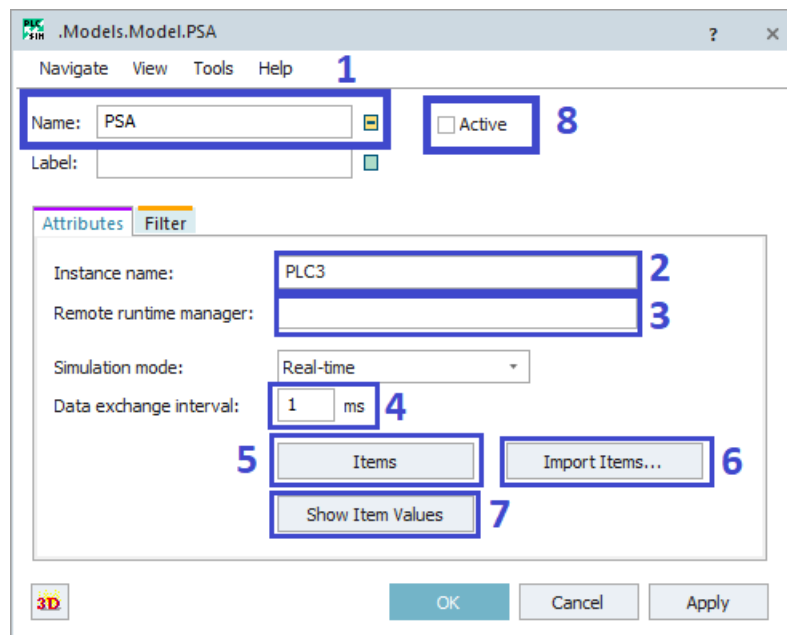 PLC SIM .Models.Model.PSA ? ×
Navigate View Tools Help 1
Name: PSA Active 8
Label:
Attributes Filter
Instance name: PLC3 2
Remote runtime manager: 3
Simulation mode: Real-time
Data exchange interval: 1 ms 4
5 Items Import Items... 6
Show Item Values 7
3D OK Cancel Apply